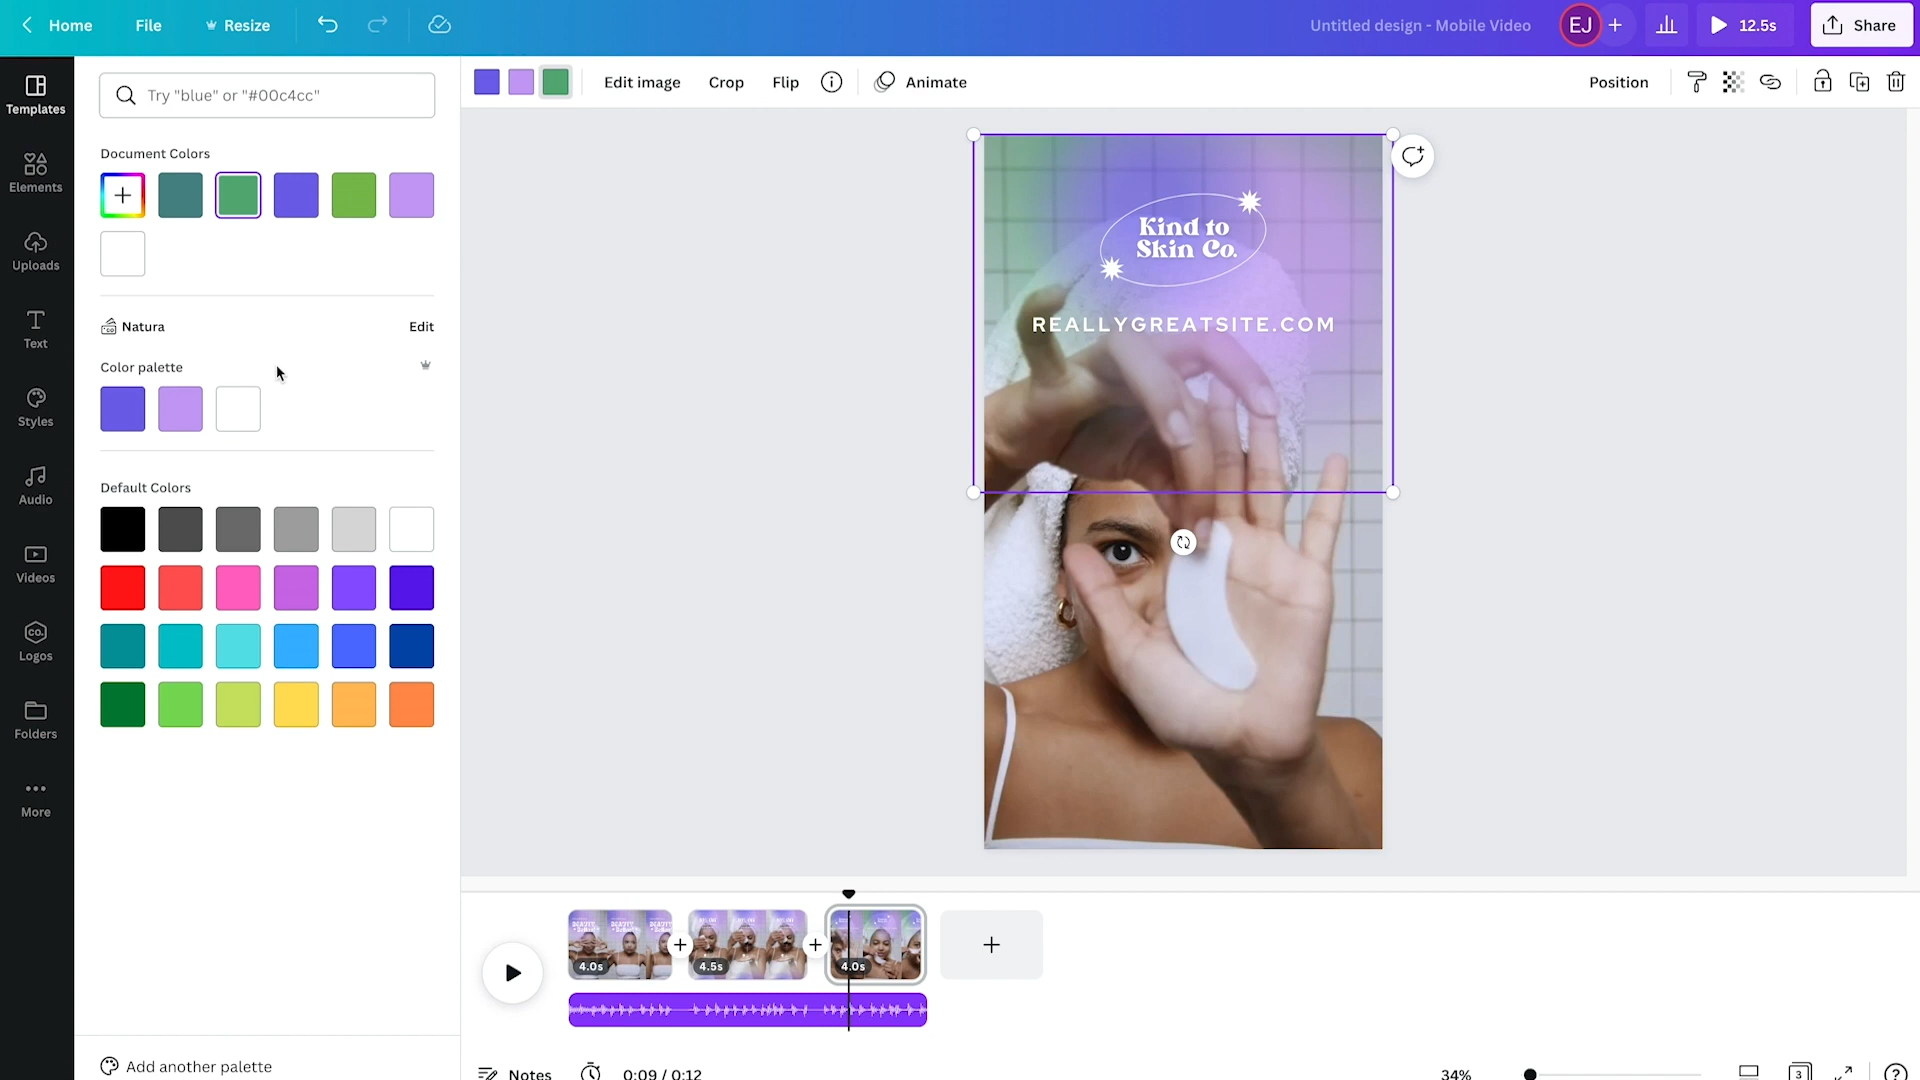 Home
File
Resize
Untitled design - Mobile Video
EJ
12.5s
Share
Templates
Elements
Uploads
Text
Styles
Audio
Videos
CO.
Logos
Folders
More
Try "blue" or "#00c4cc"
Document Colors
Natura
Edit
Color palette
Default Colors
Add another palette
Edit image
Crop
Flip
Animate
Position
Kind to
Skin Co.
REALLYGREATSITE.COM
4.0s
4.5s
4.0s
Notes
0:09 / 0:12
34%
3